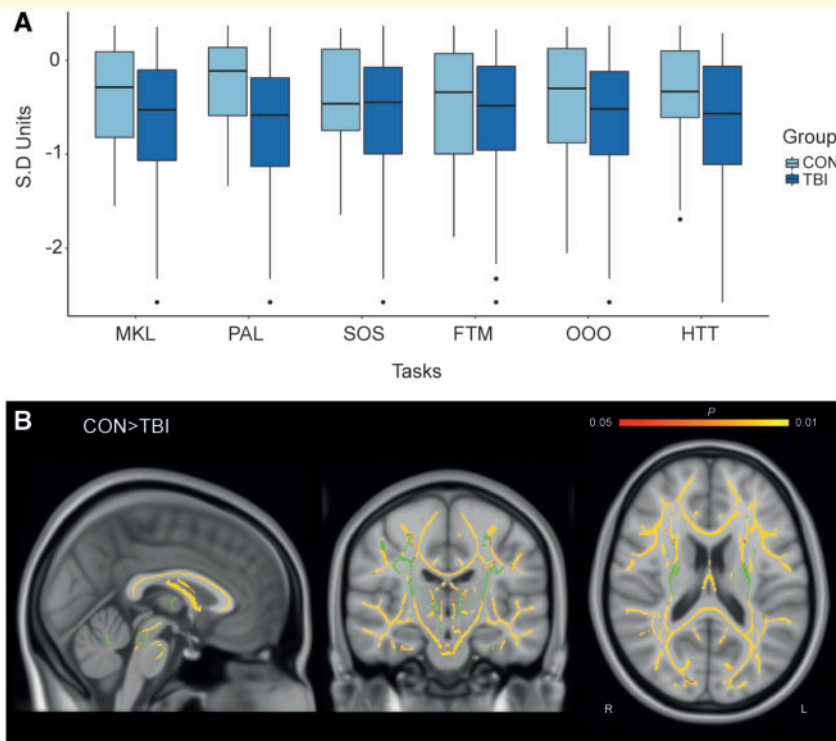 A
0
-1
-2
S.D Units
MKL PAL SOS FTM OOO HTT
Tasks
Group
CON
TBI
B
CON>TBI
P
0.05 0.01
R L